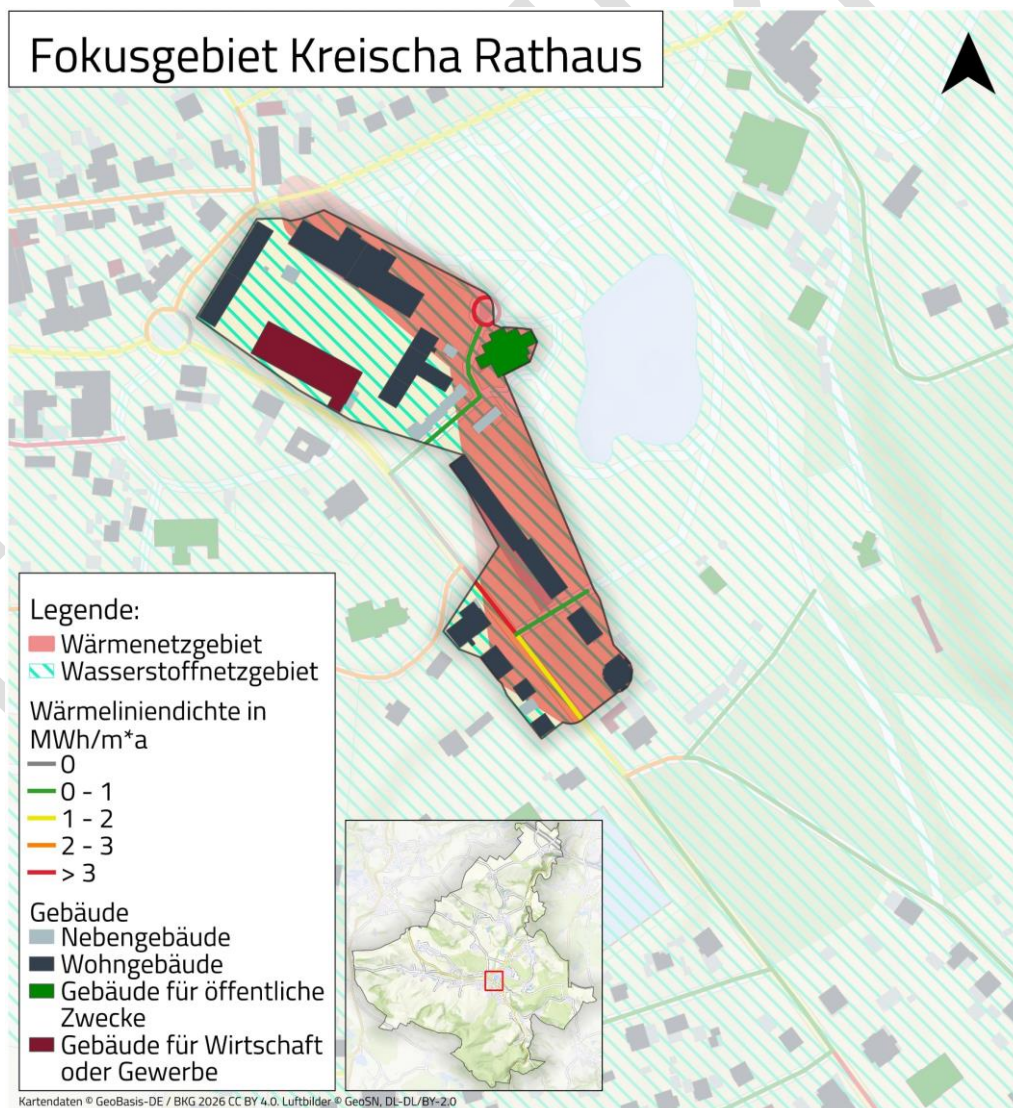 Fokusgebiet Kreischa Rathaus
Legende:
Wärmenetzgebiet
Wasserstoffnetzgebiet
Wärmeliniendichte in
MWh/m*a
0
0 - 1
1 - 2
2 - 3
> 3
Gebäude
Nebengebäude
Wohngebäude
Gebäude für öffentliche
Zwecke
Gebäude für Wirtschaft
oder Gewerbe
Kartendaten © GeoBasis-DE / BKG 2026 CC BY 4.0. Luftbilder © GeoSN, DL-DL/BY-2.0